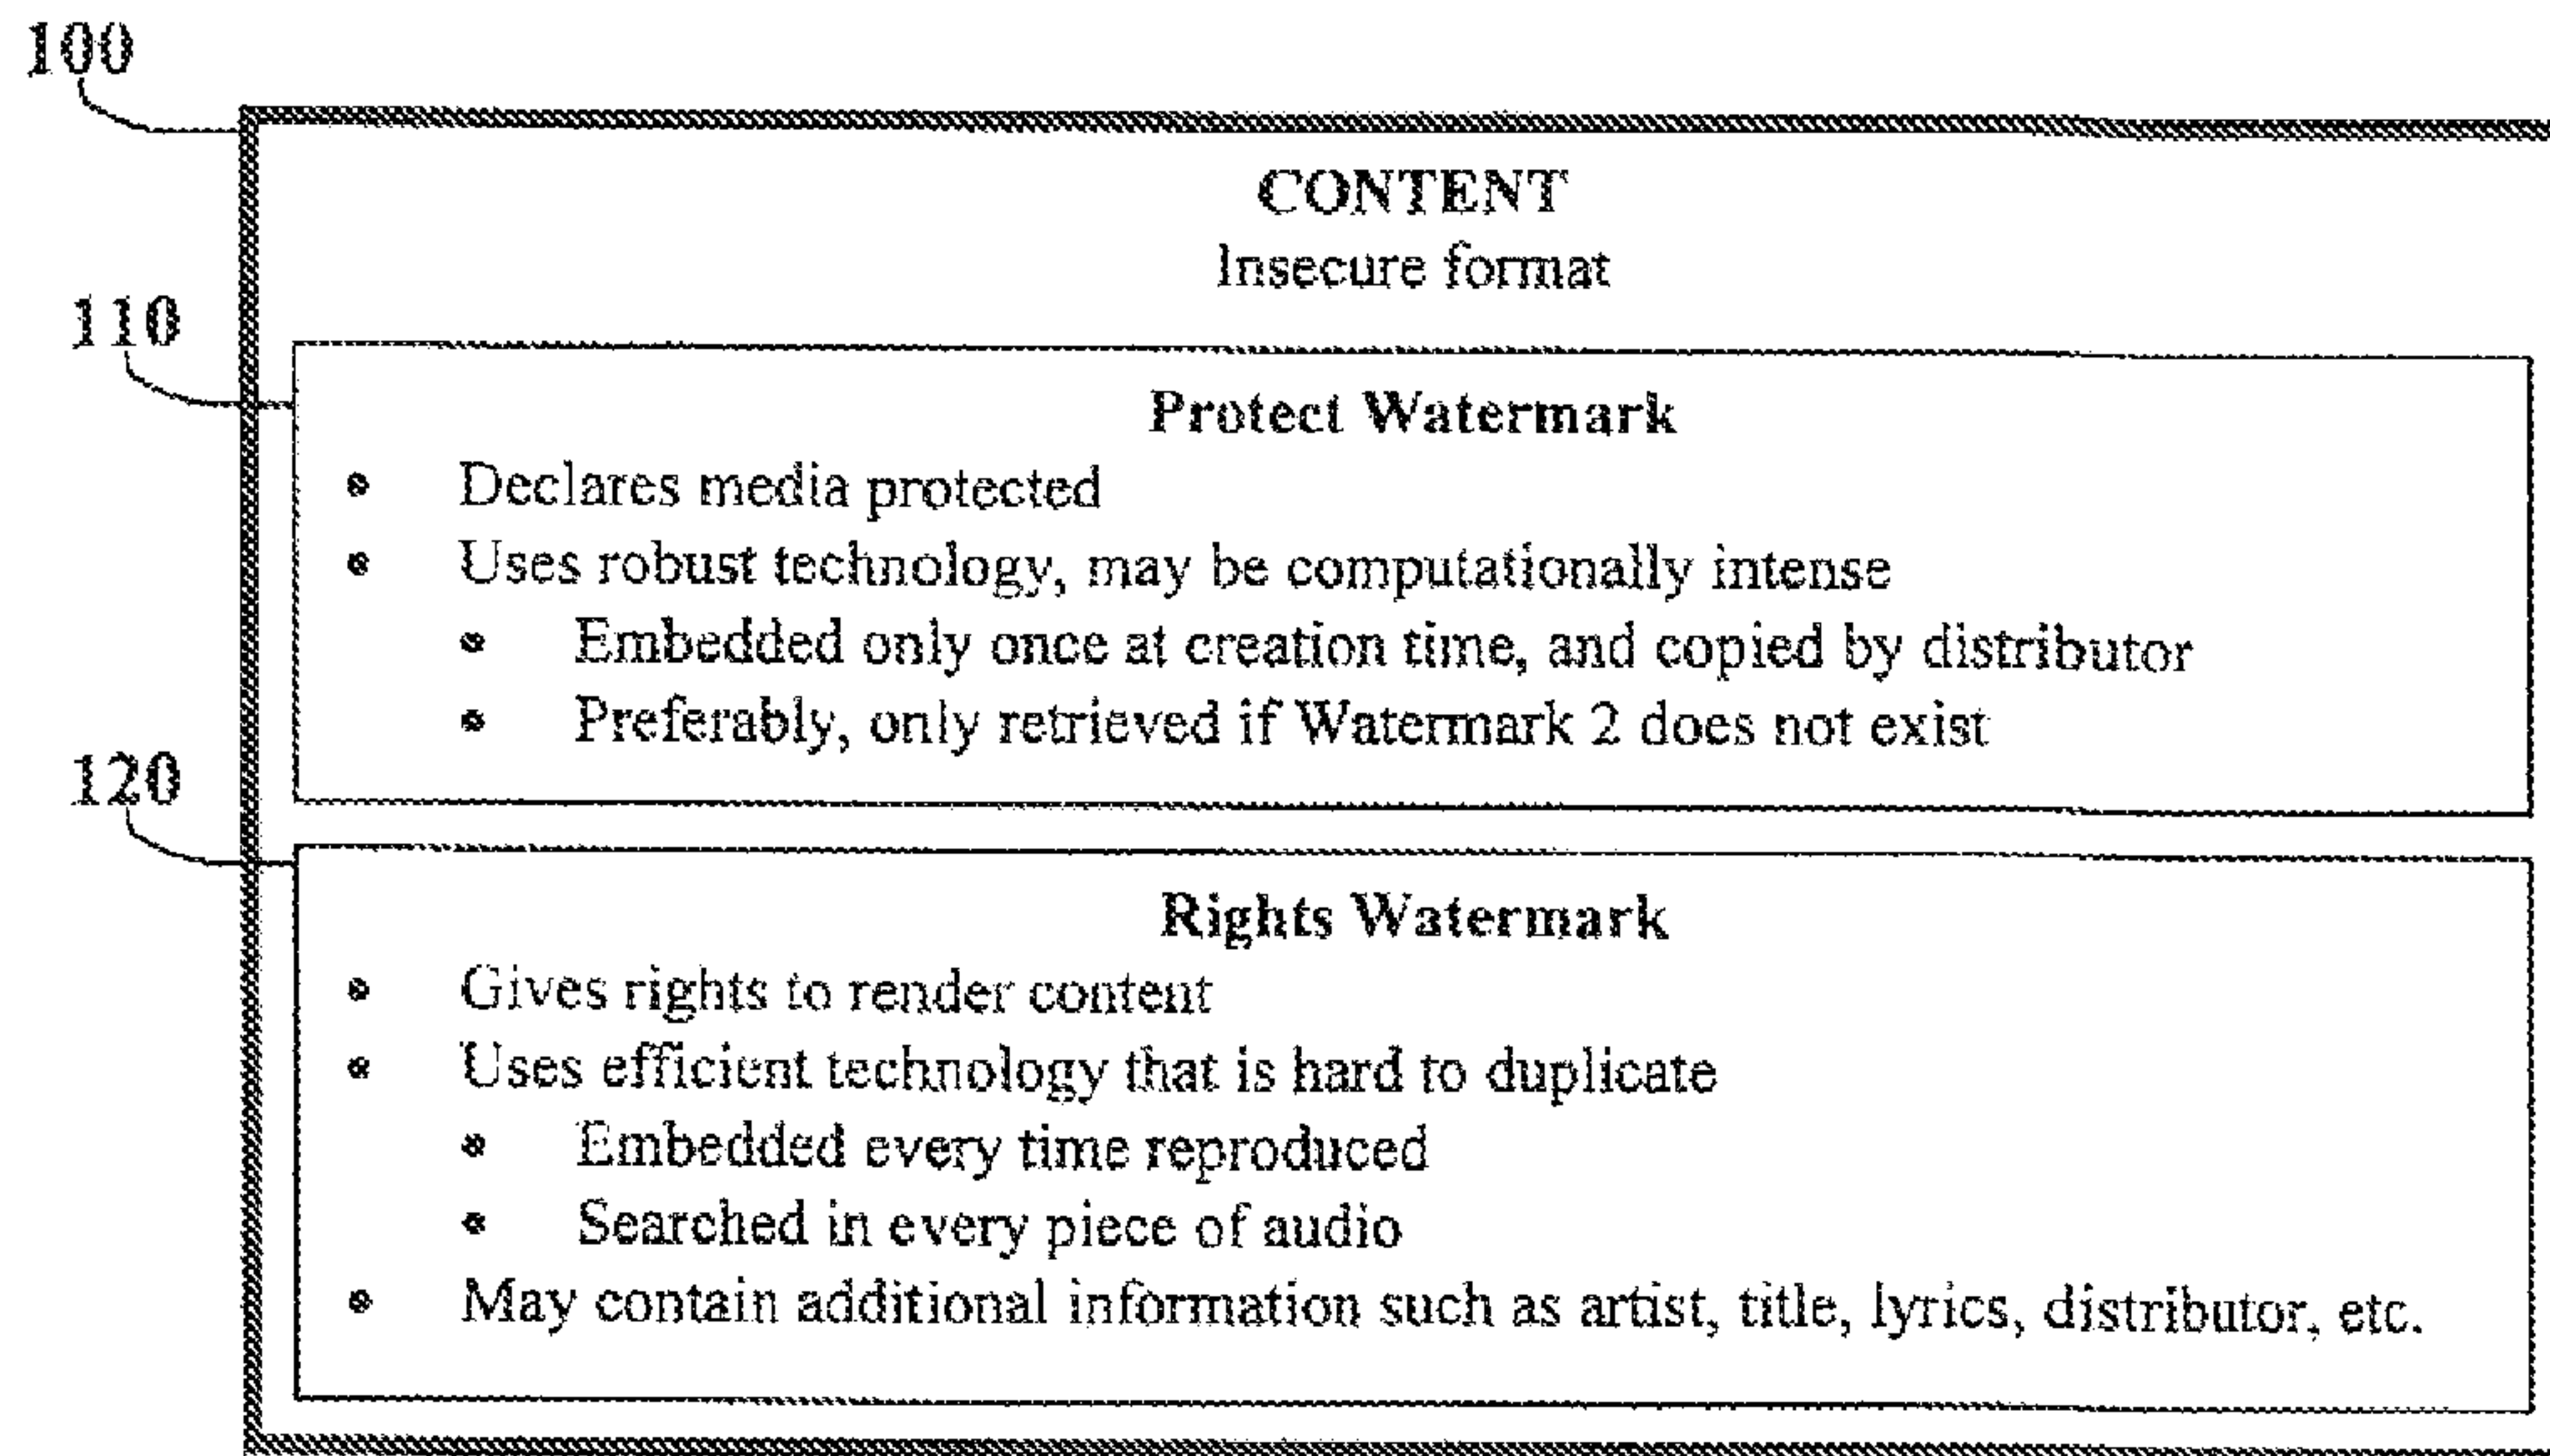 100
CONTENT
Insecure format
110
Protect Watermark
• Declares media protected
• Uses robust technology, may be computationally intense
• Embedded only once at creation time, and copied by distributor
• Preferably, only retrieved if Watermark 2 does not exist
120
Rights Watermark
• Gives rights to render content
• Uses efficient technology that is hard to duplicate
• Embedded every time reproduced
• Searched in every piece of audio
• May contain additional information such as artist, title, lyrics, distributor, etc.